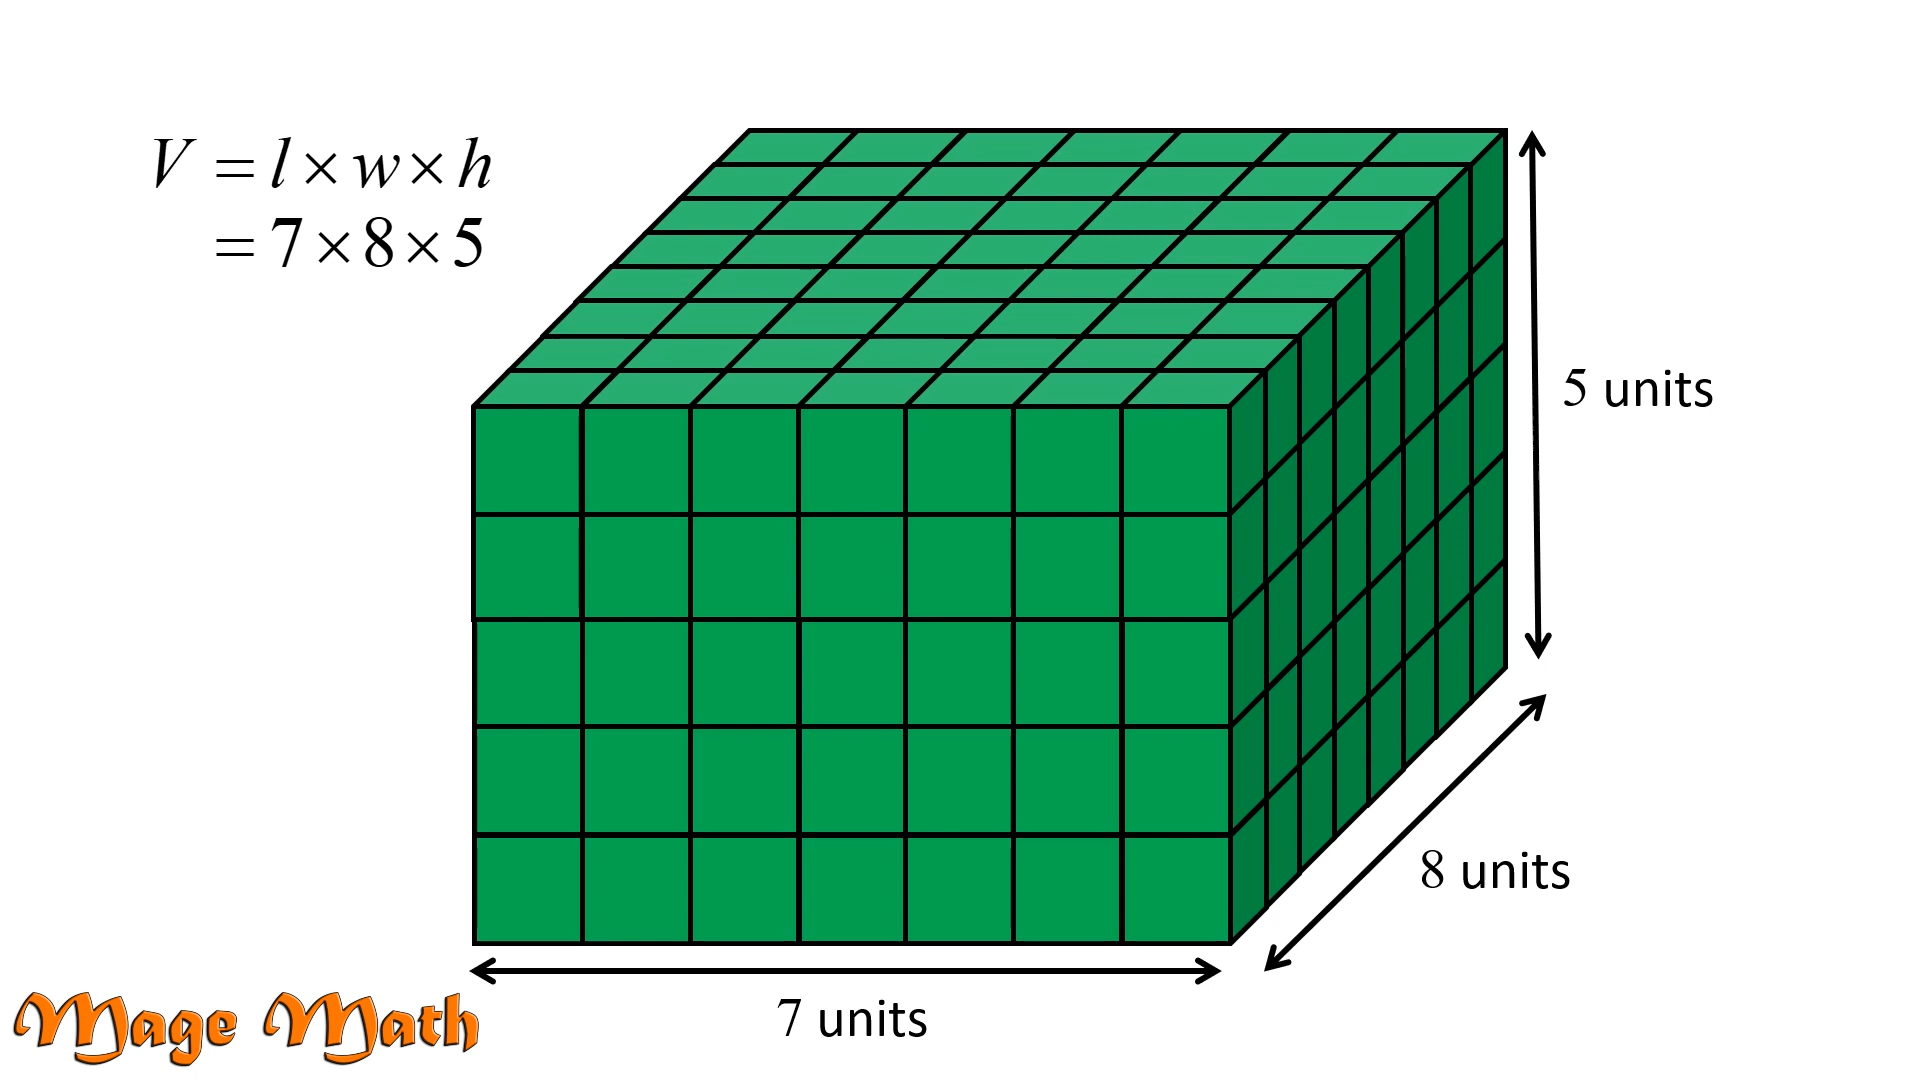 V = l × w × h
= 7 × 8 × 5
5 units
8 units
7 units
Mage Math